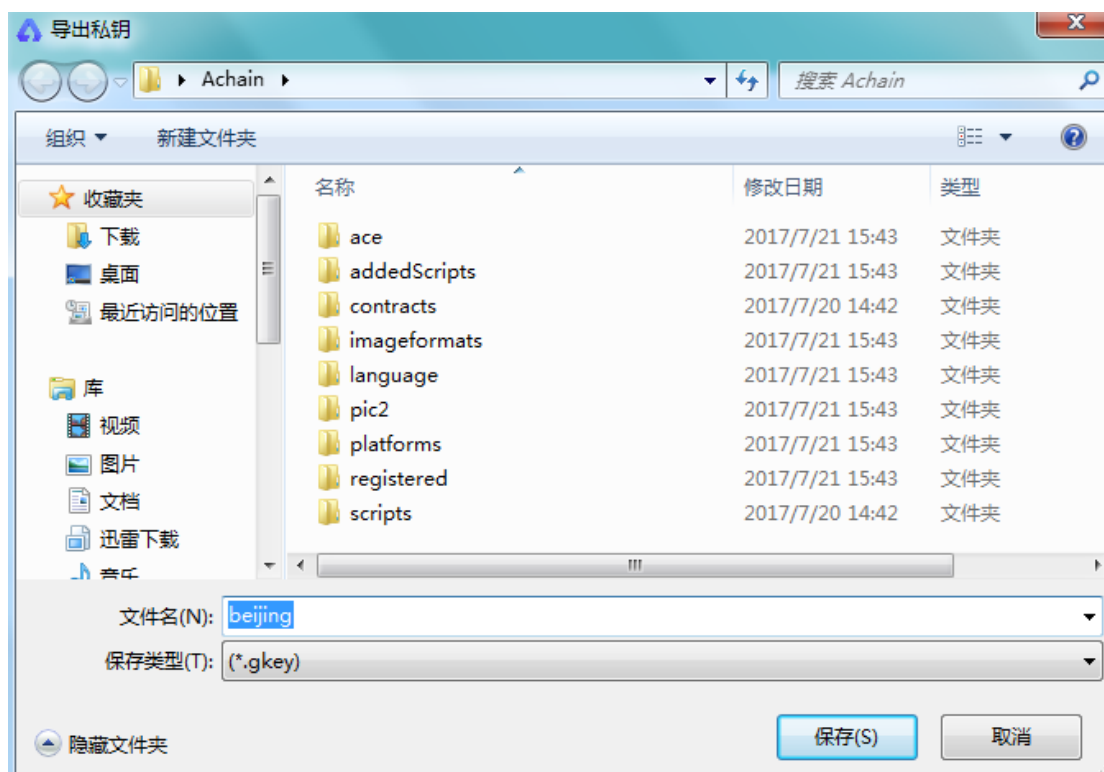 导出私钥
Achain
搜索 Achain
组织
新建文件夹
名称 修改日期 类型
收藏夹
下载
桌面
最近访问的位置
库
视频
图片
文档
迅雷下载
音乐
ace 2017/7/21 15:43 文件夹
addedScripts 2017/7/21 15:43 文件夹
contracts 2017/7/20 14:42 文件夹
imageformats 2017/7/21 15:43 文件夹
language 2017/7/21 15:43 文件夹
pic2 2017/7/21 15:43 文件夹
platforms 2017/7/21 15:43 文件夹
registered 2017/7/21 15:43 文件夹
scripts 2017/7/20 14:42 文件夹
文件名(N): beijing
保存类型(T): (*.gkey)
隐藏文件夹
保存(S)
取消